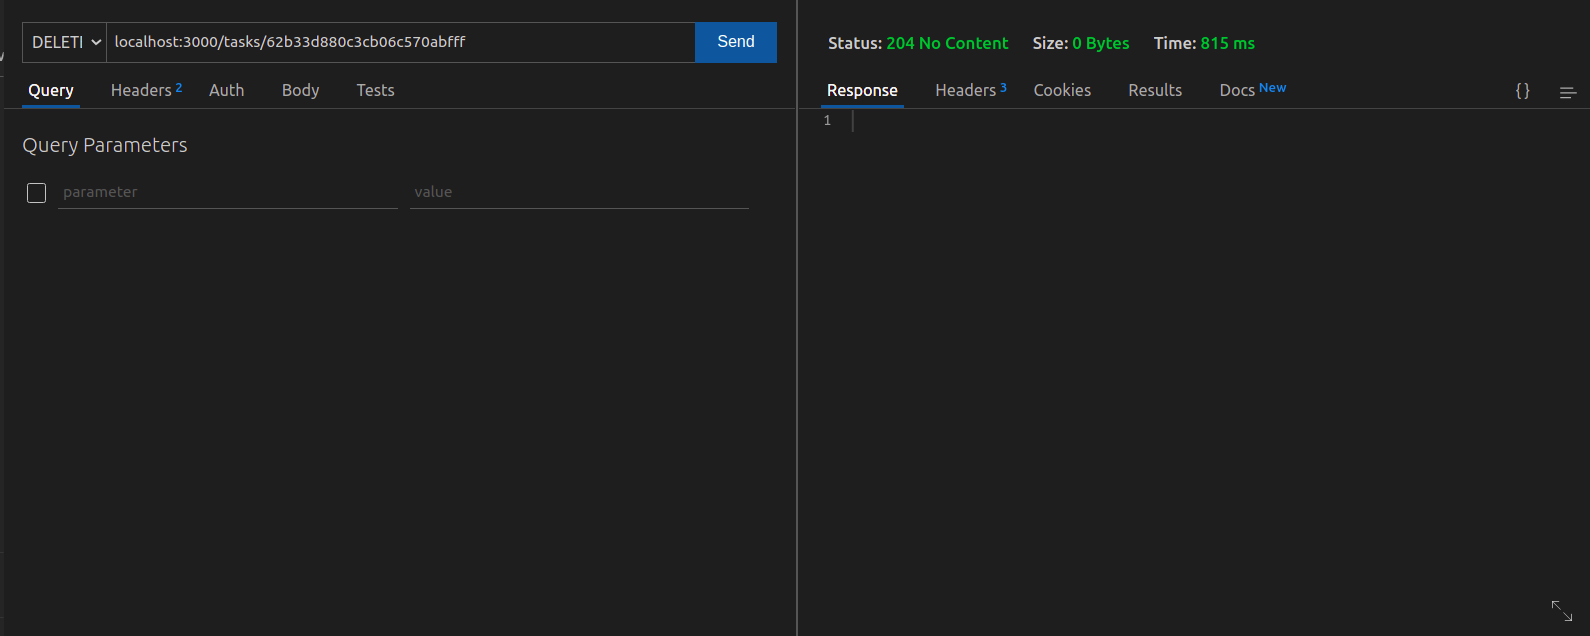 DELETI localhost:3000/tasks/62b33d880c3cb06c570abfff Send
Query Headers 2 Auth Body Tests
Query Parameters
parameter value
Status: 204 No Content Size: 0 Bytes Time: 815 ms
Response Headers 3 Cookies Results Docs New {}
1